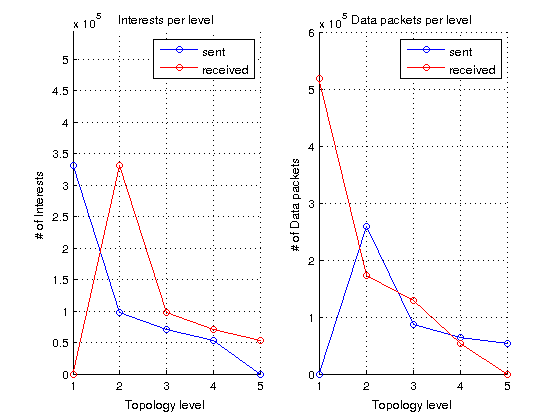 x 10^5 Interests per level
sent
received
5
4.5
4
3.5
3
2.5
2
1.5
1
0.5
0
# of Interests
1 2 3 4 5
Topology level
x 10^5 Data packets per level
sent
received
6
5
4
3
2
1
0
# of Data packets
1 2 3 4 5
Topology level